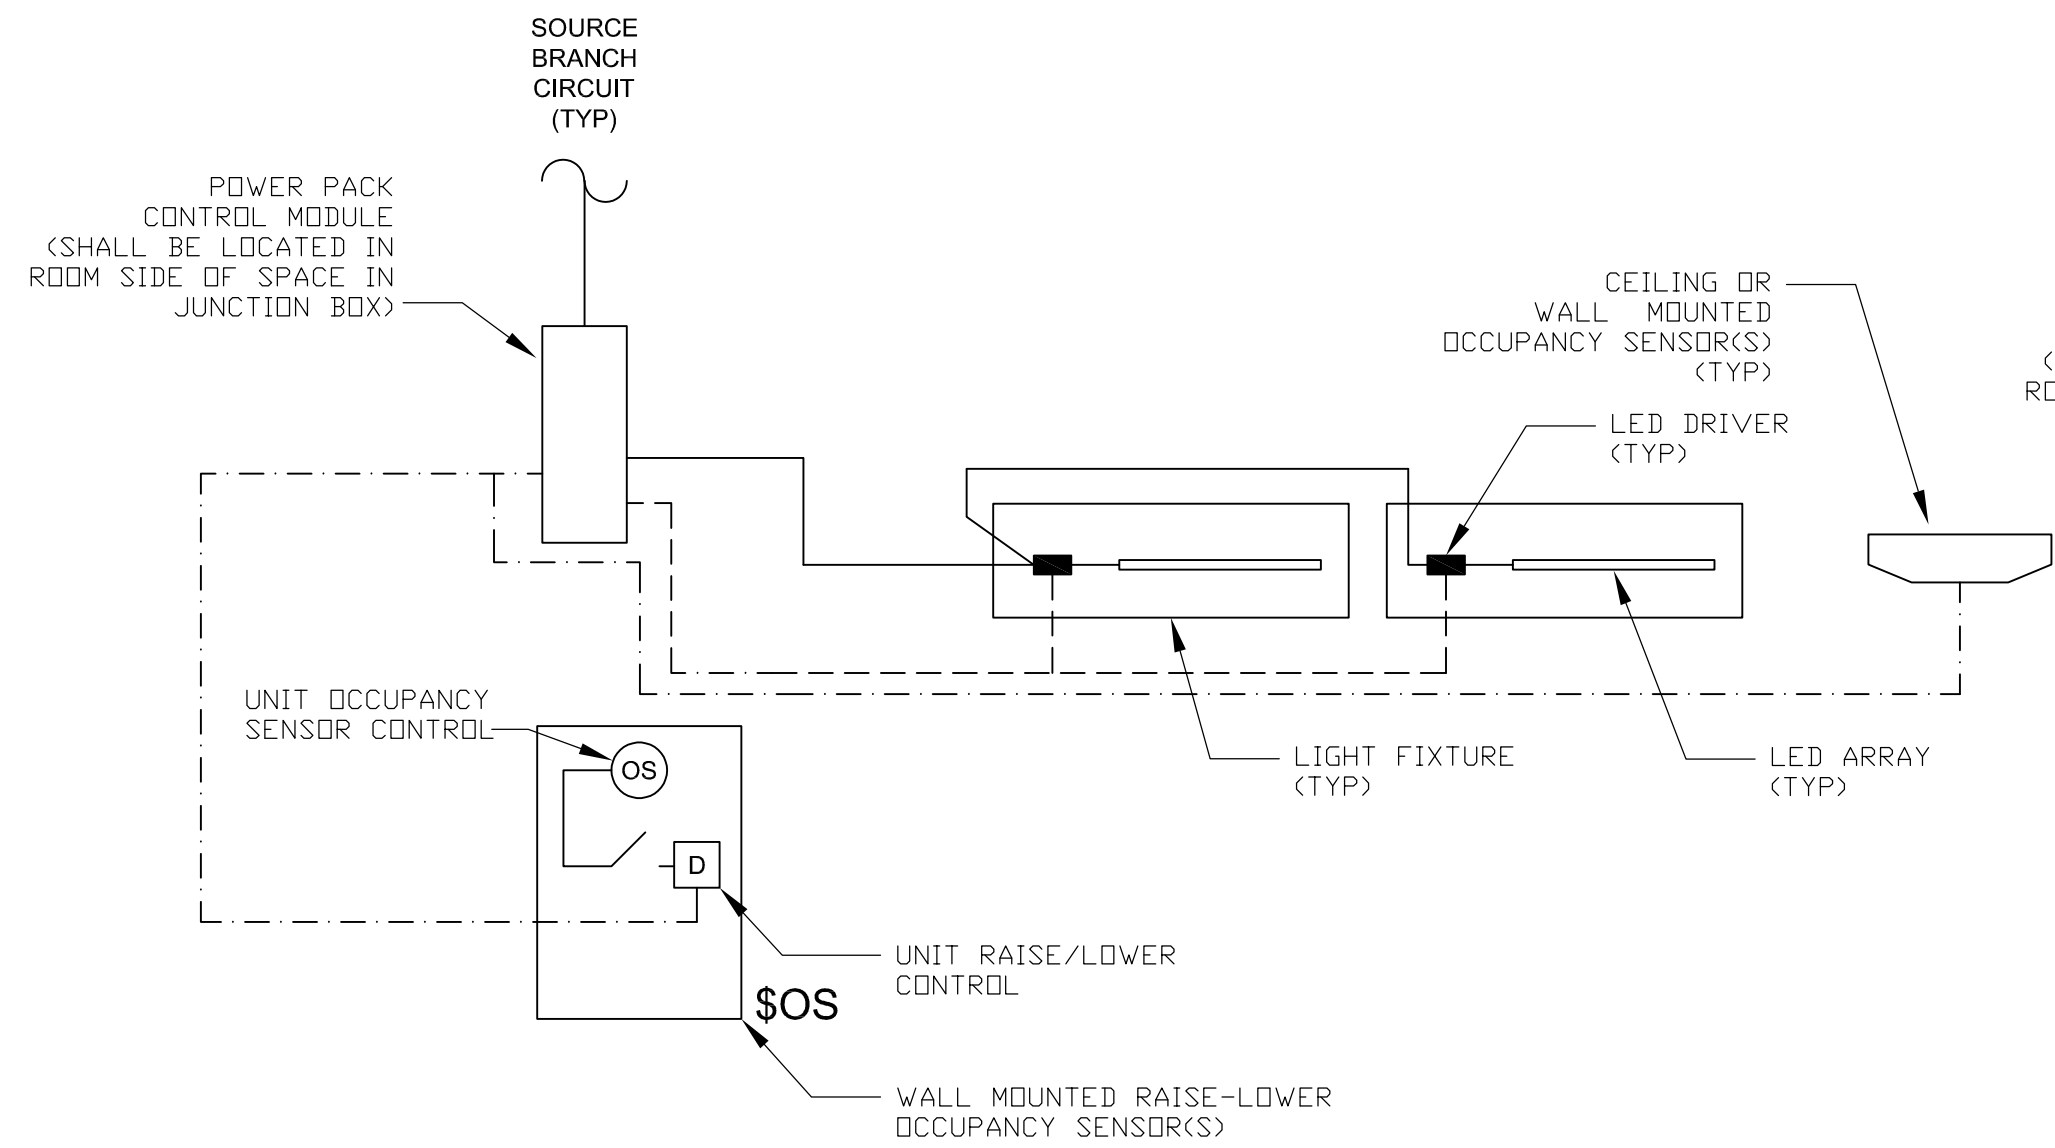 SOURCE
BRANCH
CIRCUIT
(TYP)
POWER PACK
CONTROL MODULE
(SHALL BE LOCATED IN
ROOM SIDE OF SPACE IN
JUNCTION BOX)
CEILING OR
WALL MOUNTED
OCCUPANCY SENSOR(S)
(TYP)
(
RO
LED DRIVER
(TYP)
UNIT OCCUPANCY
SENSOR CONTROL
OS
D
LIGHT FIXTURE
(TYP)
LED ARRAY
(TYP)
UNIT RAISE/LOWER
CONTROL
$OS
WALL MOUNTED RAISE-LOWER
OCCUPANCY SENSOR(S)